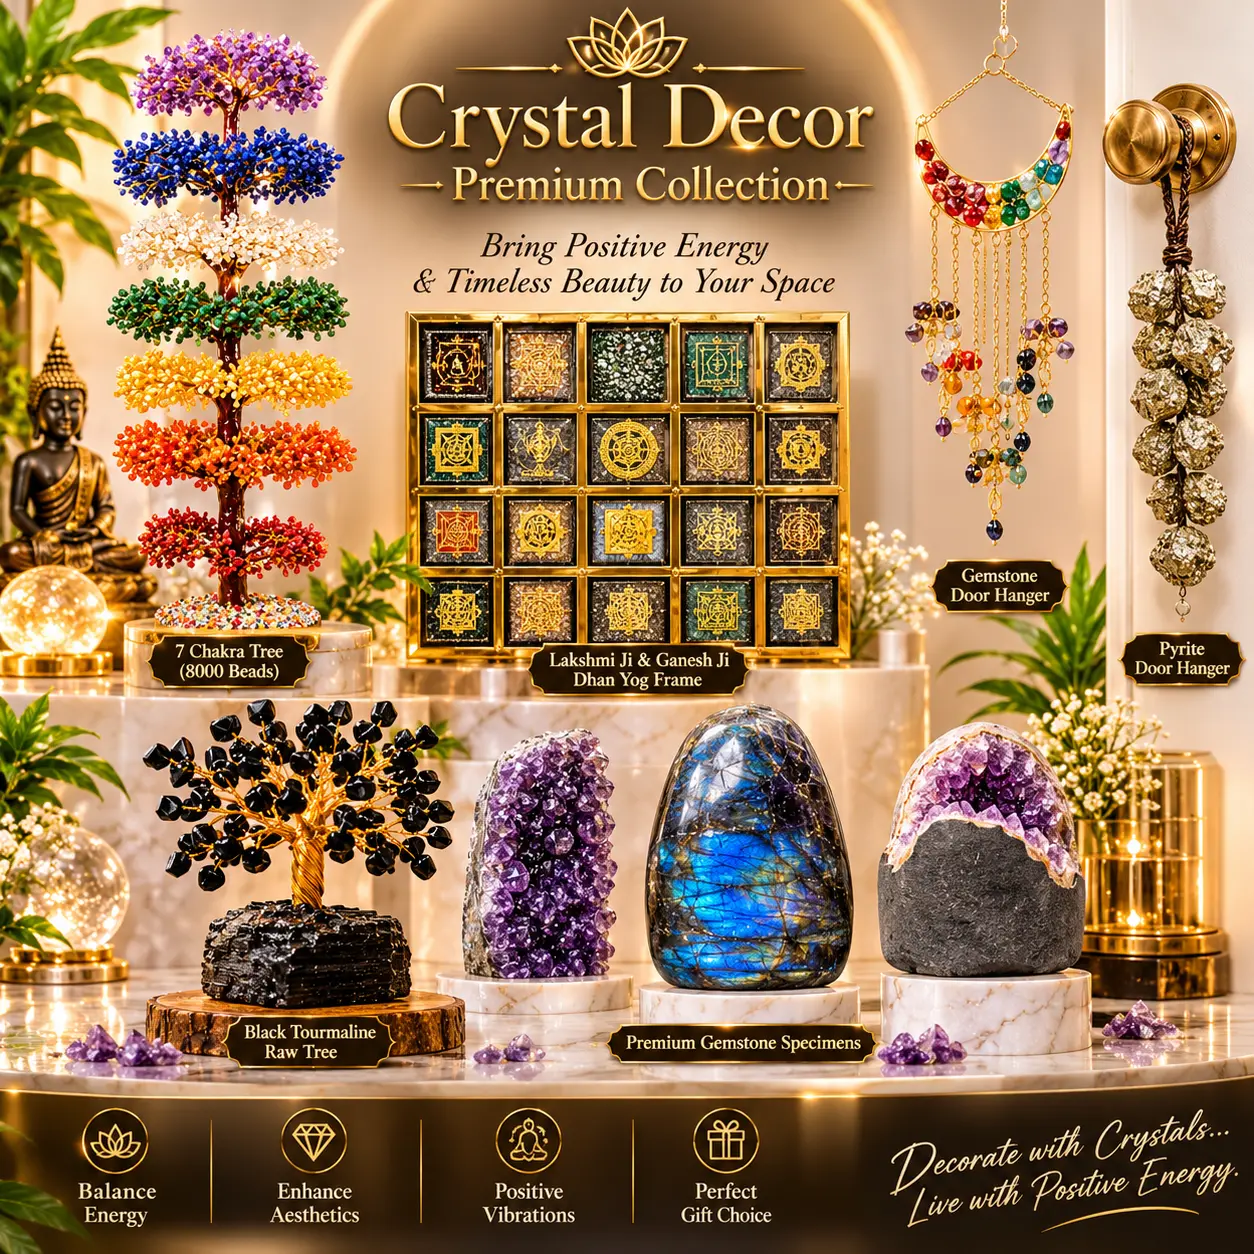 Crystal Decor
Premium Collection
Bring Positive Energy
& Timeless Beauty to Your Space
7 Chakra Tree
(8000 Beads)
Lakshmi Ji & Ganesh Ji
Dhan Yog Frame
Gemstone
Door Hanger
Pyrite
Door Hanger
Black Tourmaline
Raw Tree
Premium Gemstone Specimens
Balance
Energy
Enhance
Aesthetics
Positive
Vibrations
Perfect
Gift Choice
Decorate with Crystals...
Live with Positive Energy.